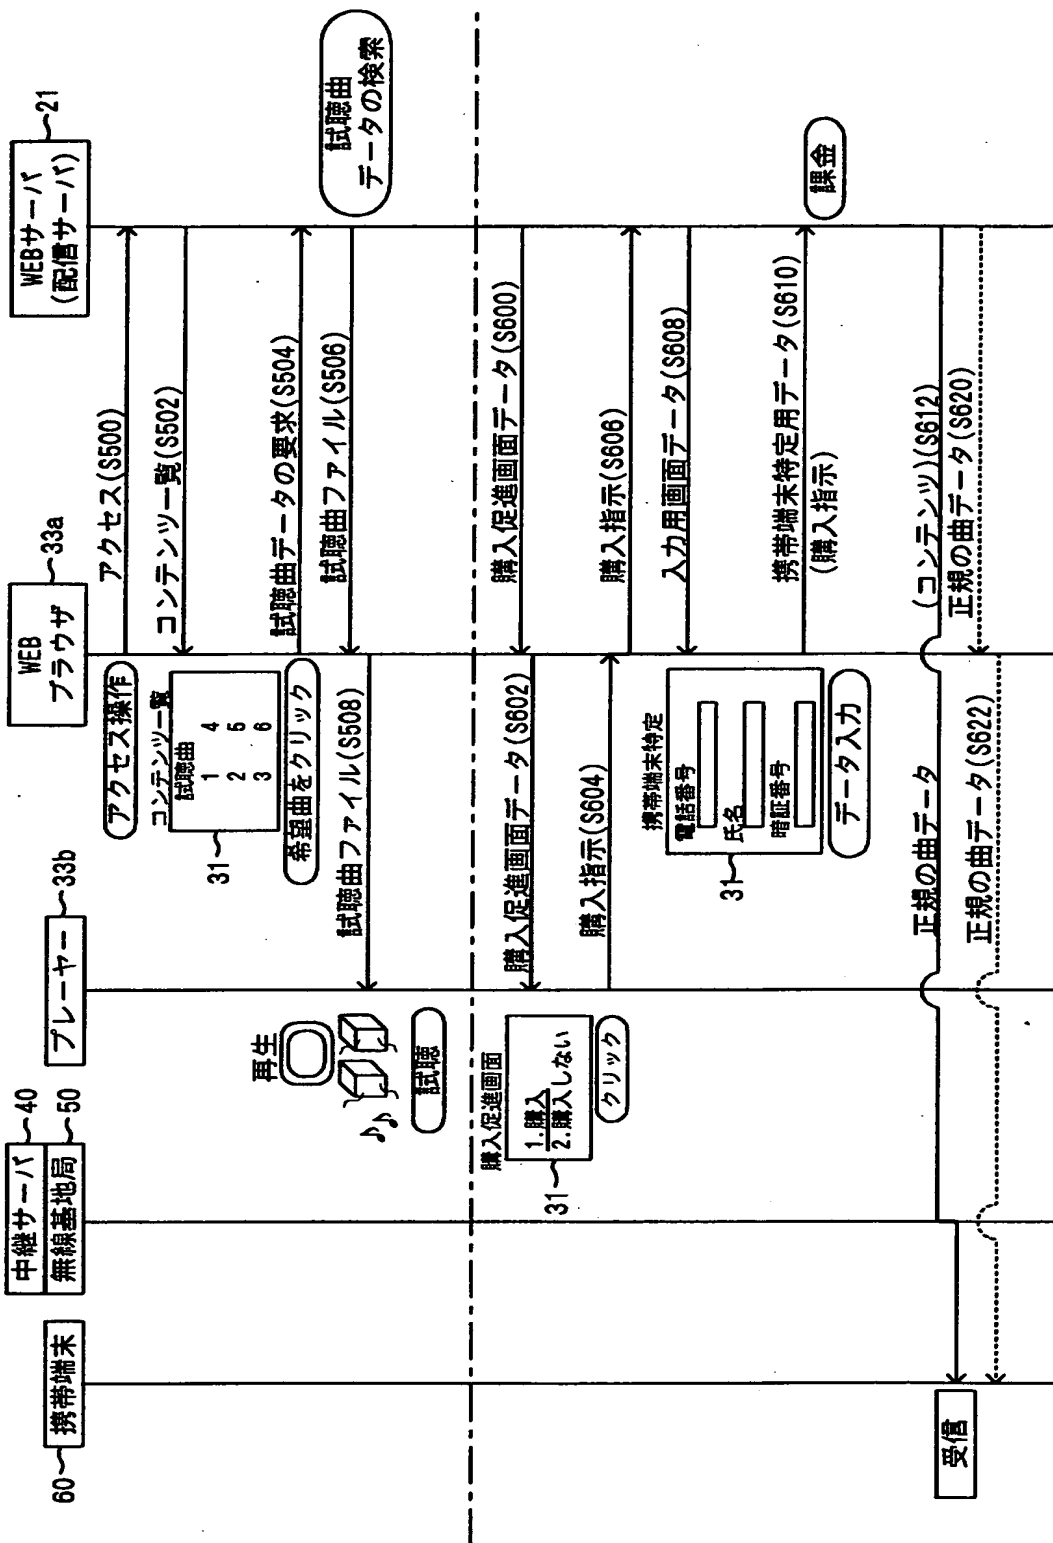 60
携帯端末
中継サーバ
40
無線基地局
50
プレーヤー
33b
WEB
ブラウザ
33a
WEBサーバ
(配信サーバ)
21
アクセス操作
アクセス(S500)
コンテンツ一覧
試聴曲
1 4
2 5
3 6
31
コンテンツ一覧(S502)
希望曲をクリック
試聴曲データの要求(S504)
試聴曲
データの検索
試聴曲ファイル(S506)
試聴曲ファイル(S508)
再生
試聴
購入促進画面データ(S600)
購入促進画面データ(S602)
購入促進画面
1.購入
2.購入しない
31
クリック
購入指示(S604)
購入指示(S606)
入力用画面データ(S608)
携帯端末特定
電話番号
氏名
暗証番号
31
データ入力
携帯端末特定用データ(S610)
(購入指示)
課金
正規の曲データ
(コンテンツ)(S612)
受信
正規の曲データ(S620)
正規の曲データ(S622)